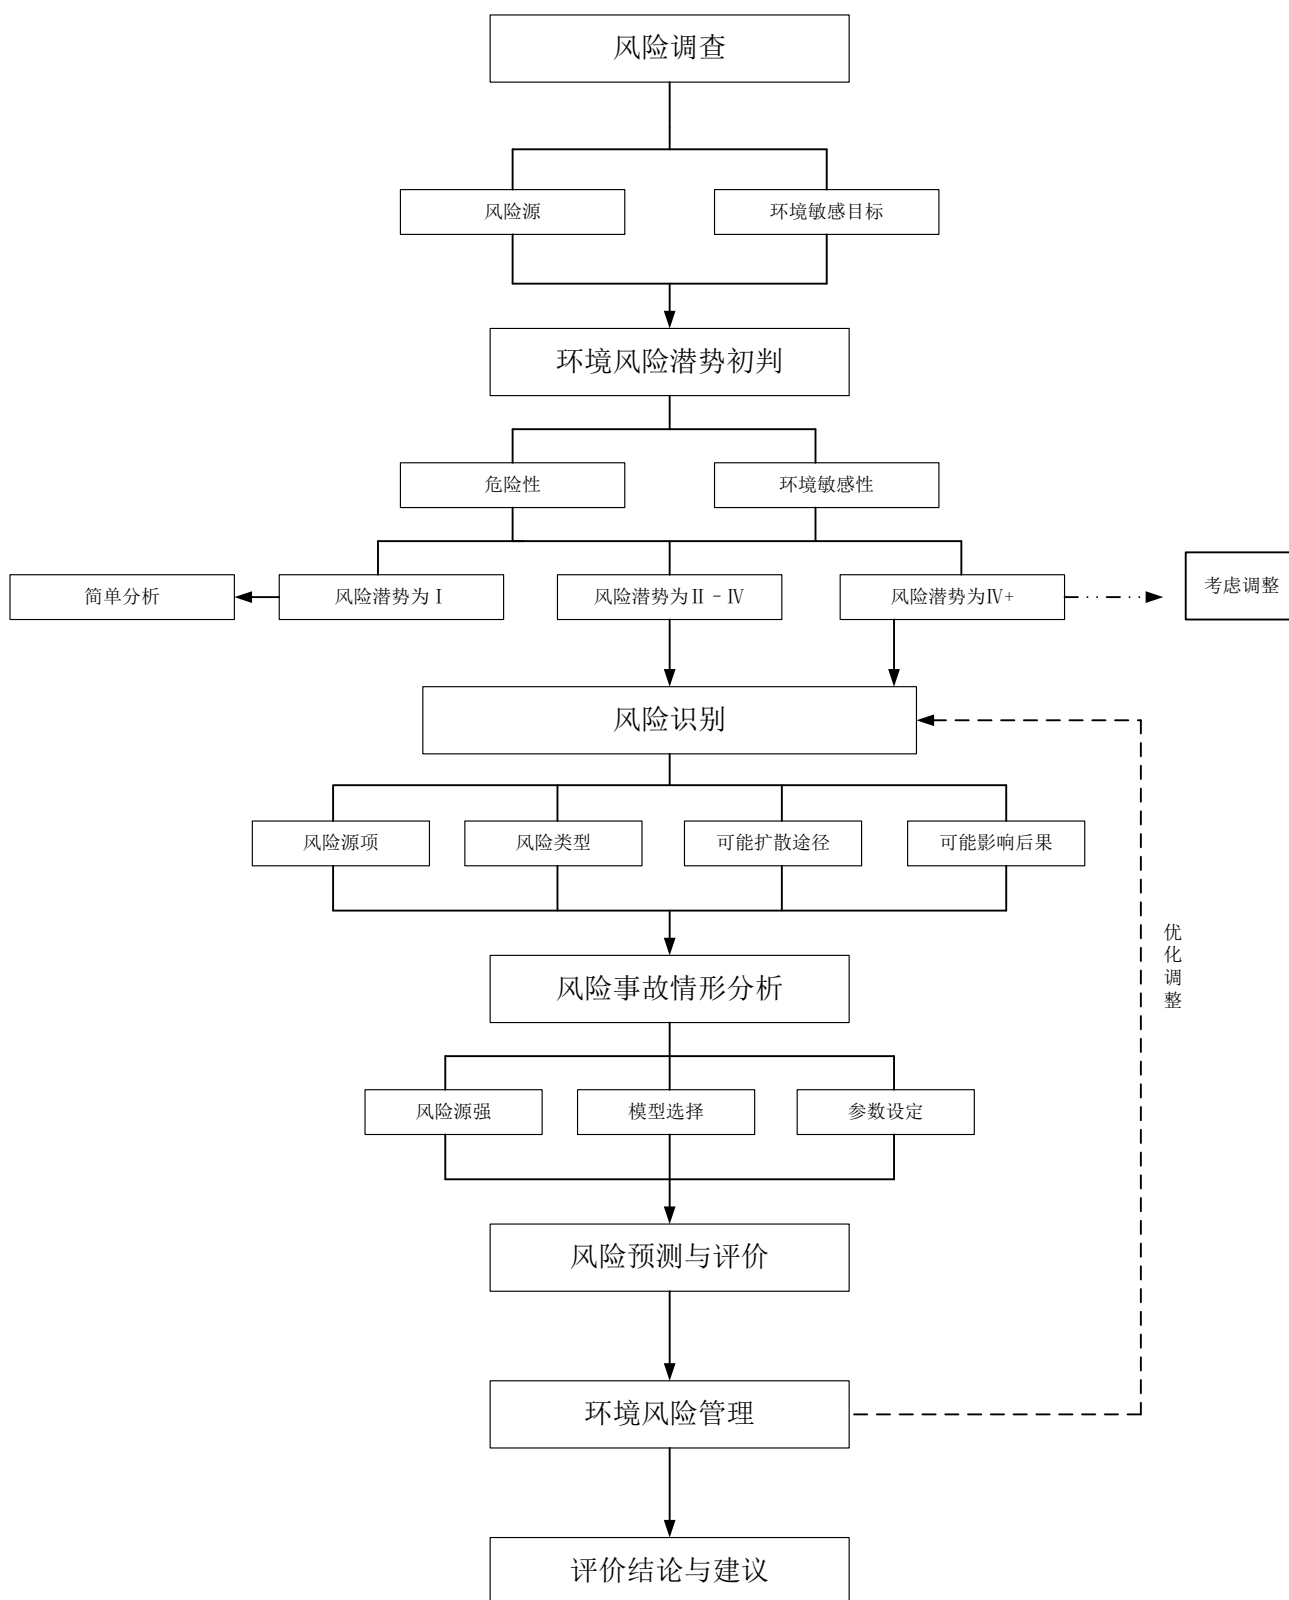 风险调查
风险源
环境敏感目标
环境风险潜势初判
危险性
环境敏感性
简单分析
风险潜势为Ⅰ
风险潜势为Ⅱ－Ⅳ
风险潜势为Ⅳ+
考虑调整
风险识别
风险源项
风险类型
可能扩散途径
可能影响后果
优化调整
风险事故情形分析
风险源强
模型选择
参数设定
风险预测与评价
环境风险管理
评价结论与建议